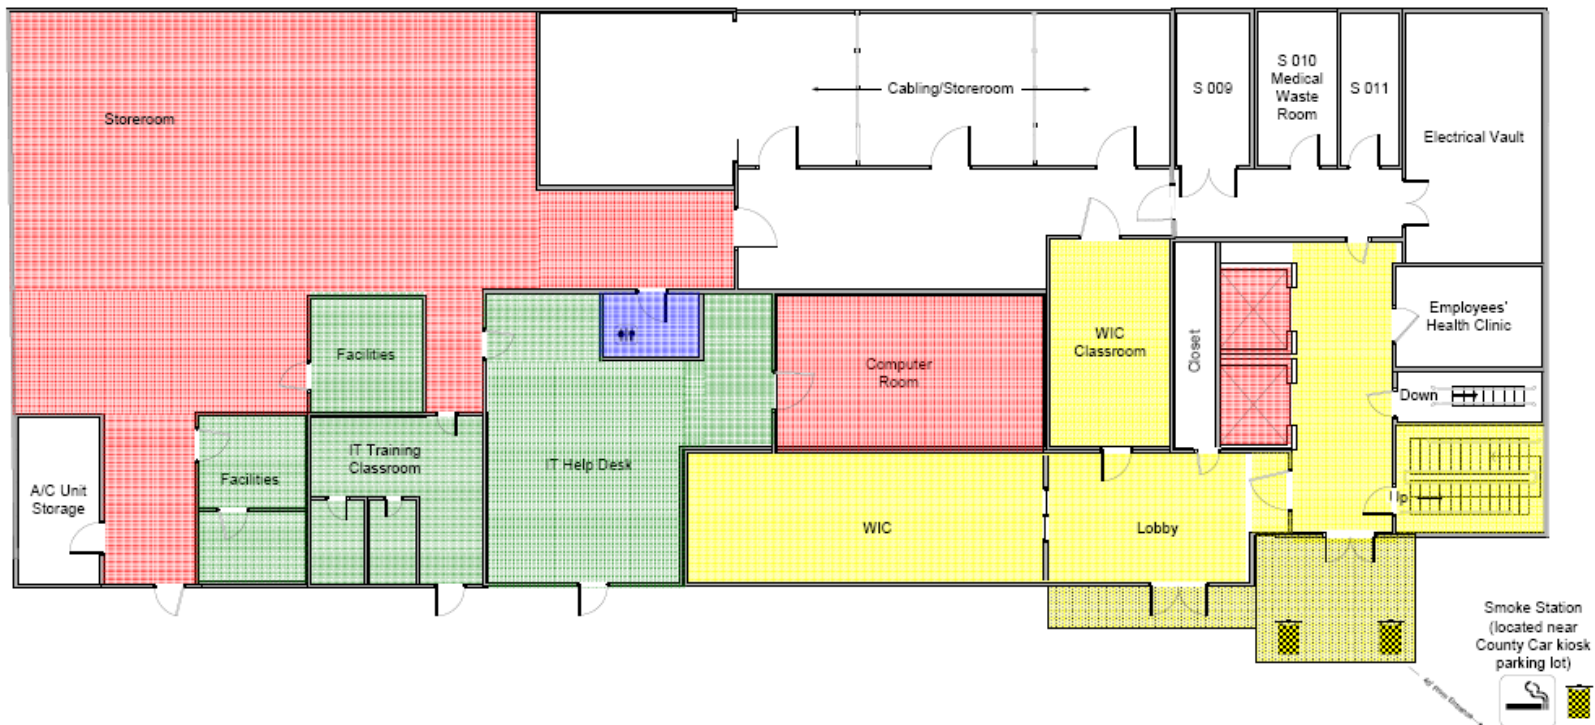 Storeroom
Cabling/Storeroom
S 009
S 010
Medical
Waste
Room
S 011
Electrical Vault
Employees'
Health Clinic
WIC
Classroom
Closet
Facilities
Computer
Room
Down
IT Training
Classroom
IT Help Desk
Facilities
A/C Unit
Storage
WIC
Lobby
Up
Smoke Station
(located near
County Car kiosk
parking lot)